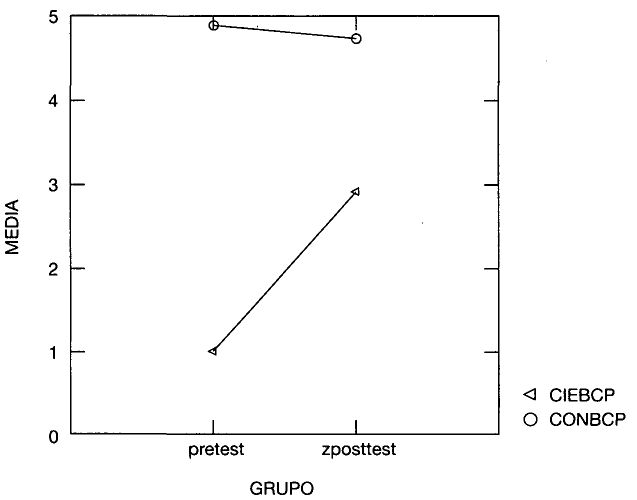 5
4
3
2
1
0
MEDIA
pretest
zposttest
GRUPO
CIEBCP
CONBCP